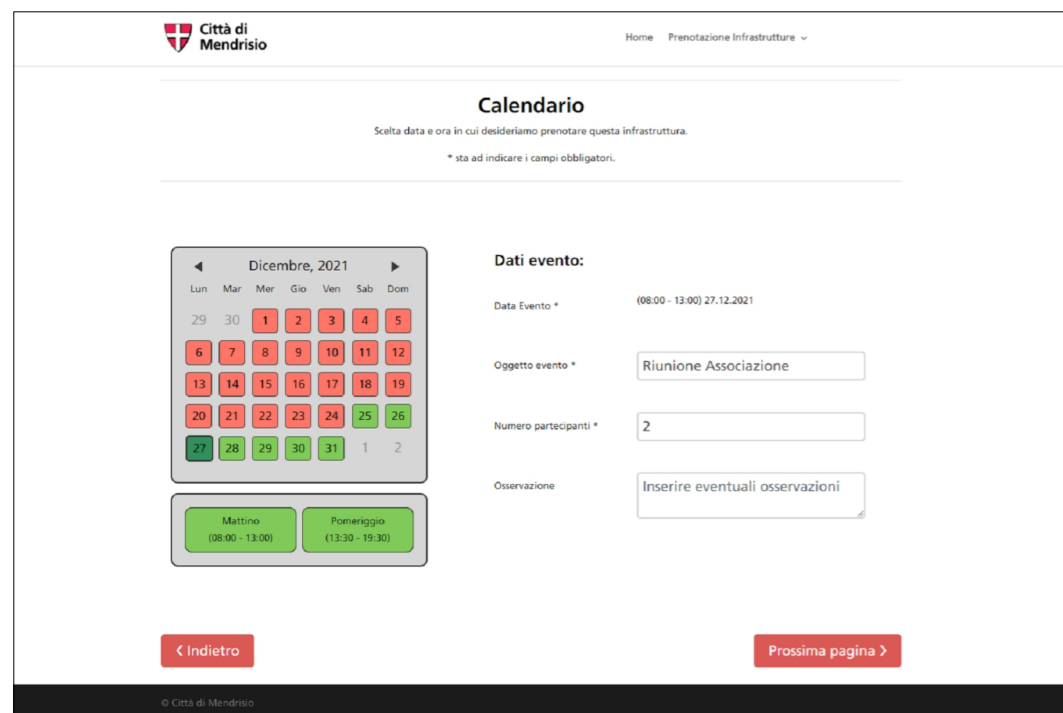 Città di
Mendrisio
Home Prenotazione Infrastrutture
Calendario
Scelta data e ora in cui desideriamo prenotare questa infrastruttura.
* sta ad indicare i campi obbligatori.
Dicembre, 2021
Lun Mar Mer Gio Ven Sab Dom
29 30 1 2 3 4 5
6 7 8 9 10 11 12
13 14 15 16 17 18 19
20 21 22 23 24 25 26
27 28 29 30 31 1 2
Mattino
(08:00 - 13:00)
Pomeriggio
(13:30 - 19:30)
Dati evento:
Data Evento * (08:00 - 13:00) 27.12.2021
Oggetto evento * Riunione Associazione
Numero partecipanti * 2
Osservazione Inserire eventuali osservazioni
Indietro
Prossima pagina
© Città di Mendrisio